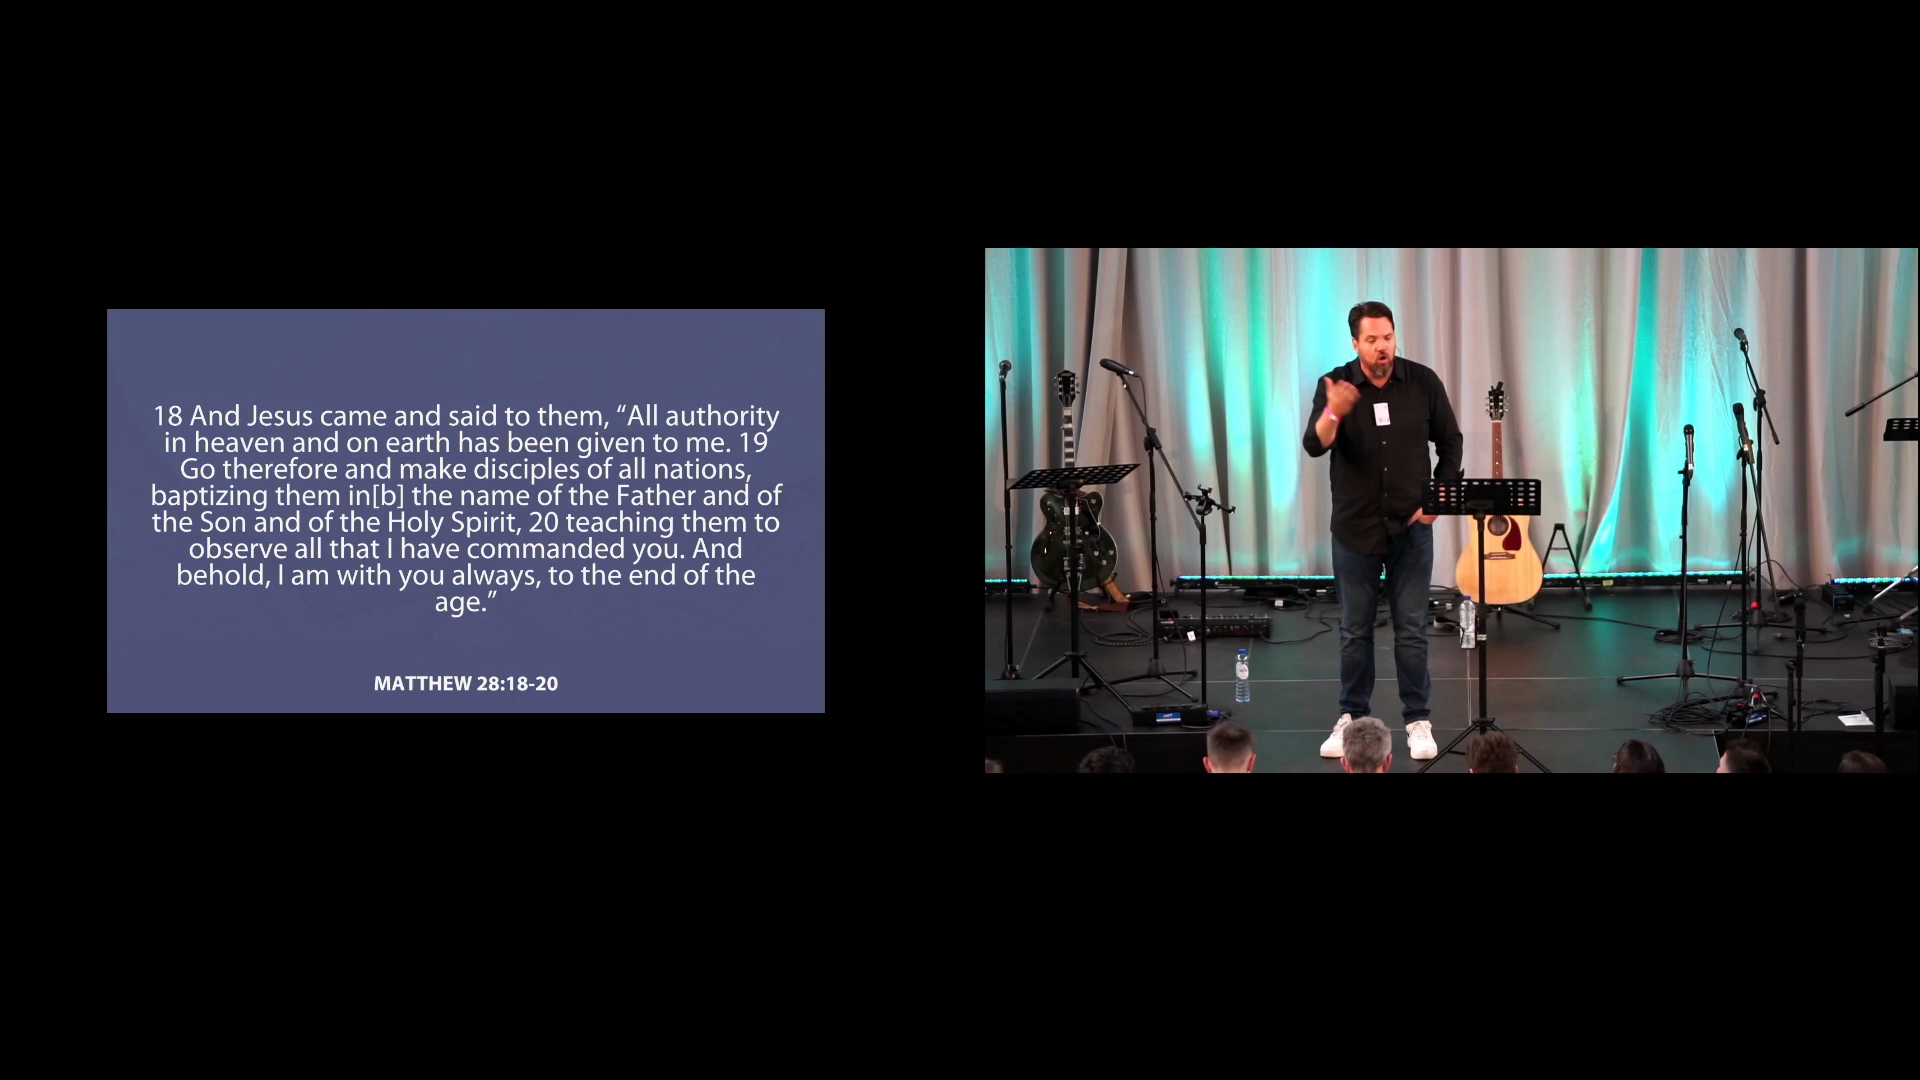 18 And Jesus came and said to them, “All authority
in heaven and on earth has been given to me. 19
Go therefore and make disciples of all nations,
baptizing them in[b] the name of the Father and of
the Son and of the Holy Spirit, 20 teaching them to
observe all that I have commanded you. And
behold, I am with you always, to the end of the
age.”
MATTHEW 28:18-20